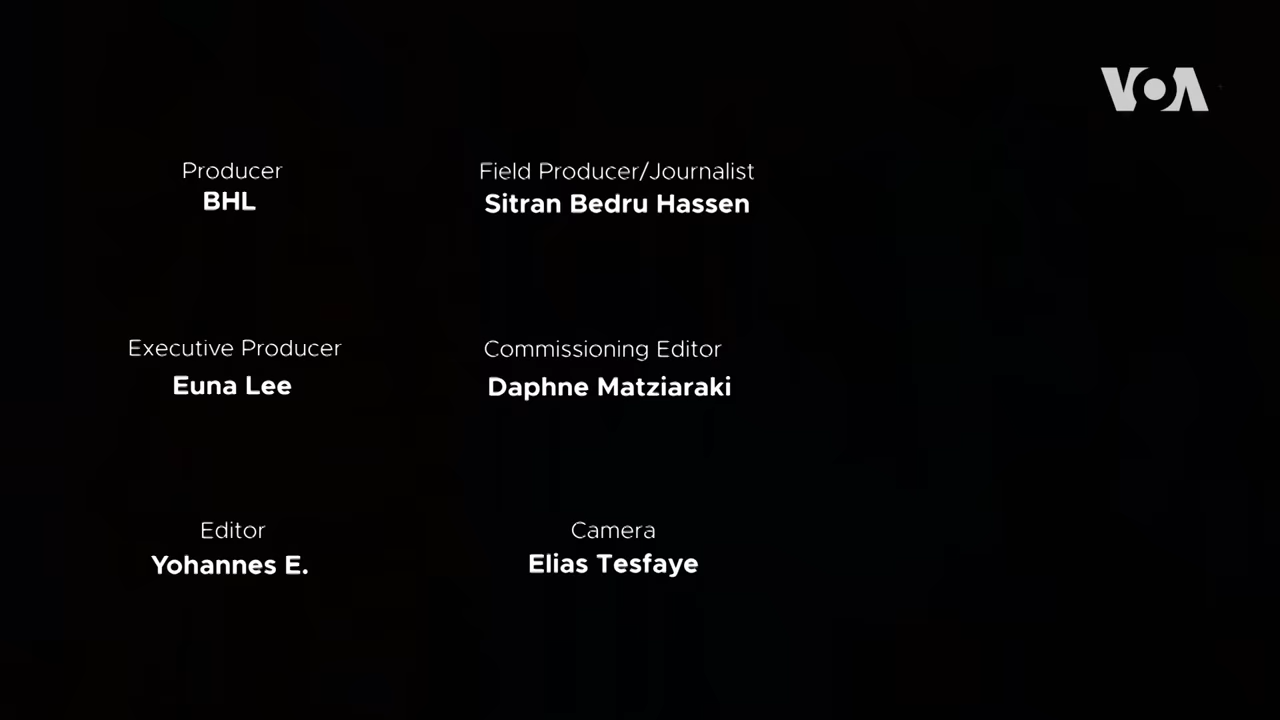 VOA
Producer
BHL
Field Producer/Journalist
Sitran Bedru Hassen
Executive Producer
Euna Lee
Commissioning Editor
Daphne Matziaraki
Editor
Yohannes E.
Camera
Elias Tesfaye